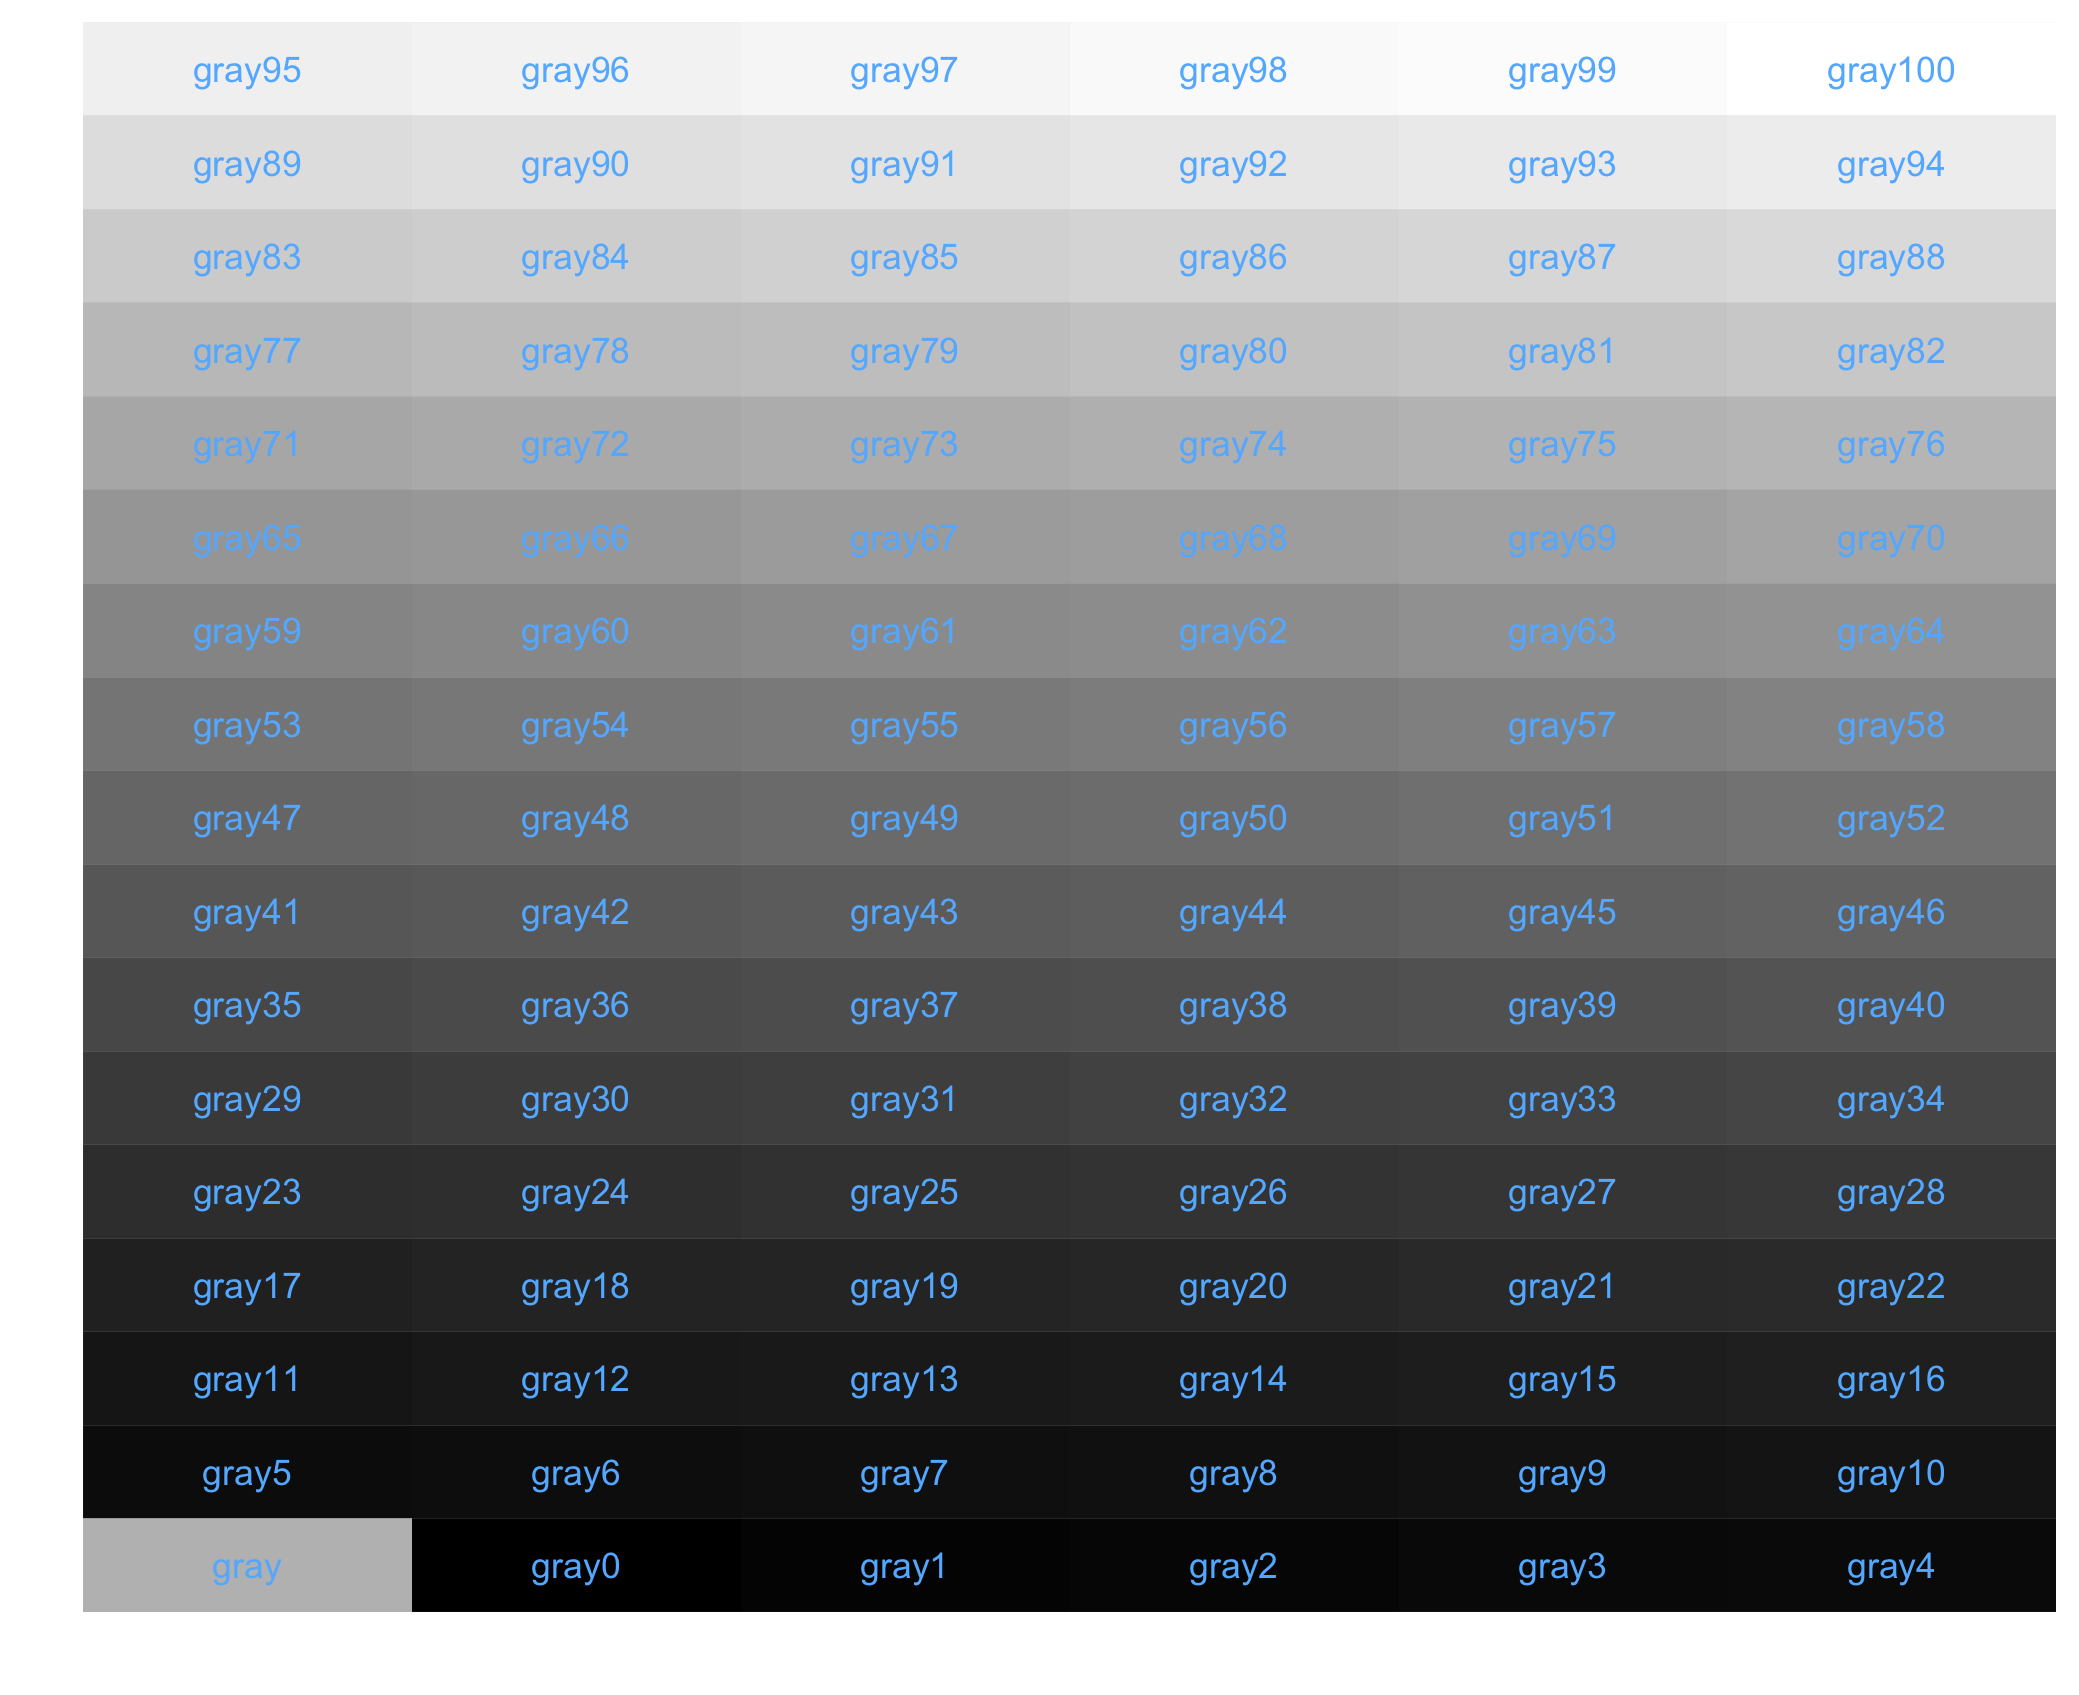 gray95 gray96 gray97 gray98 gray99 gray100
gray89 gray90 gray91 gray92 gray93 gray94
gray83 gray84 gray85 gray86 gray87 gray88
gray77 gray78 gray79 gray80 gray81 gray82
gray71 gray72 gray73 gray74 gray75 gray76
gray65 gray66 gray67 gray68 gray69 gray70
gray59 gray60 gray61 gray62 gray63 gray64
gray53 gray54 gray55 gray56 gray57 gray58
gray47 gray48 gray49 gray50 gray51 gray52
gray41 gray42 gray43 gray44 gray45 gray46
gray35 gray36 gray37 gray38 gray39 gray40
gray29 gray30 gray31 gray32 gray33 gray34
gray23 gray24 gray25 gray26 gray27 gray28
gray17 gray18 gray19 gray20 gray21 gray22
gray11 gray12 gray13 gray14 gray15 gray16
gray5 gray6 gray7 gray8 gray9 gray10
gray gray0 gray1 gray2 gray3 gray4